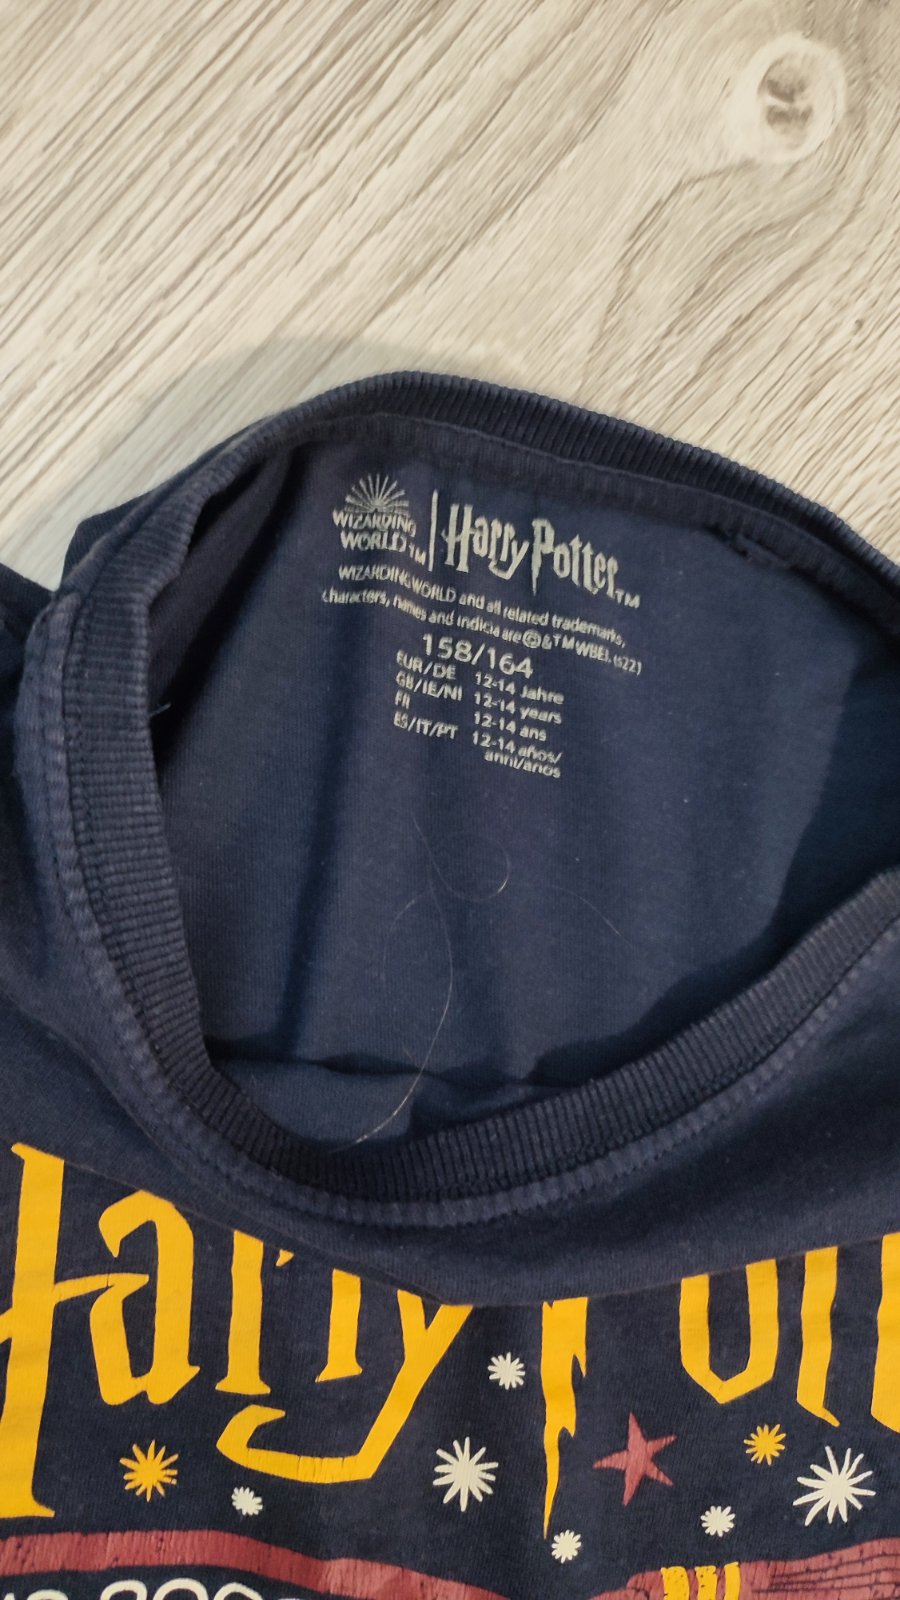 WIZARDING
WORLD™
Harry Potter™
WIZARDING WORLD and all related trademarks,
characters, names and indicia are © & ™ WBEI. (s22)
158/164
EUR/DE 12-14 Jahre
GB/IE/NI 12-14 years
FR 12-14 ans
ES/IT/PT 12-14 años/
anni/anos
Harry Pott